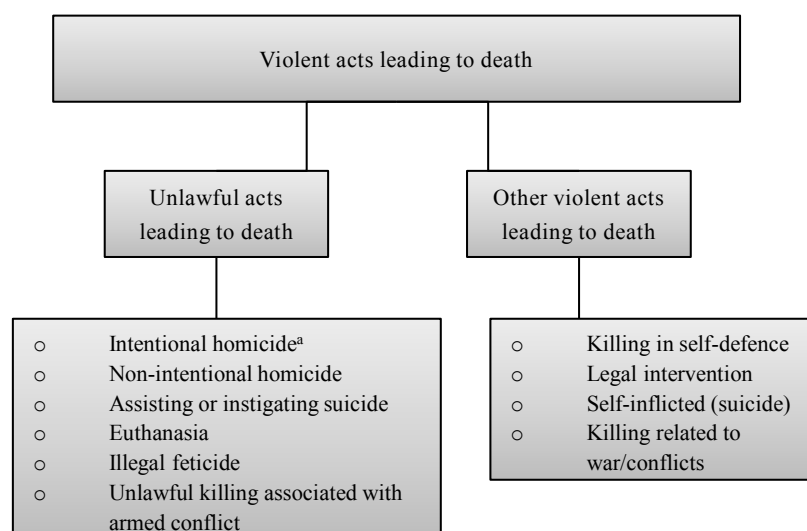 Violent acts leading to death
Unlawful acts
leading to death
Other violent acts
leading to death
o Intentional homicideᵃ
o Non-intentional homicide
o Assisting or instigating suicide
o Euthanasia
o Illegal feticide
o Unlawful killing associated with
armed conflict
o Killing in self-defence
o Legal intervention
o Self-inflicted (suicide)
o Killing related to
war/conflicts